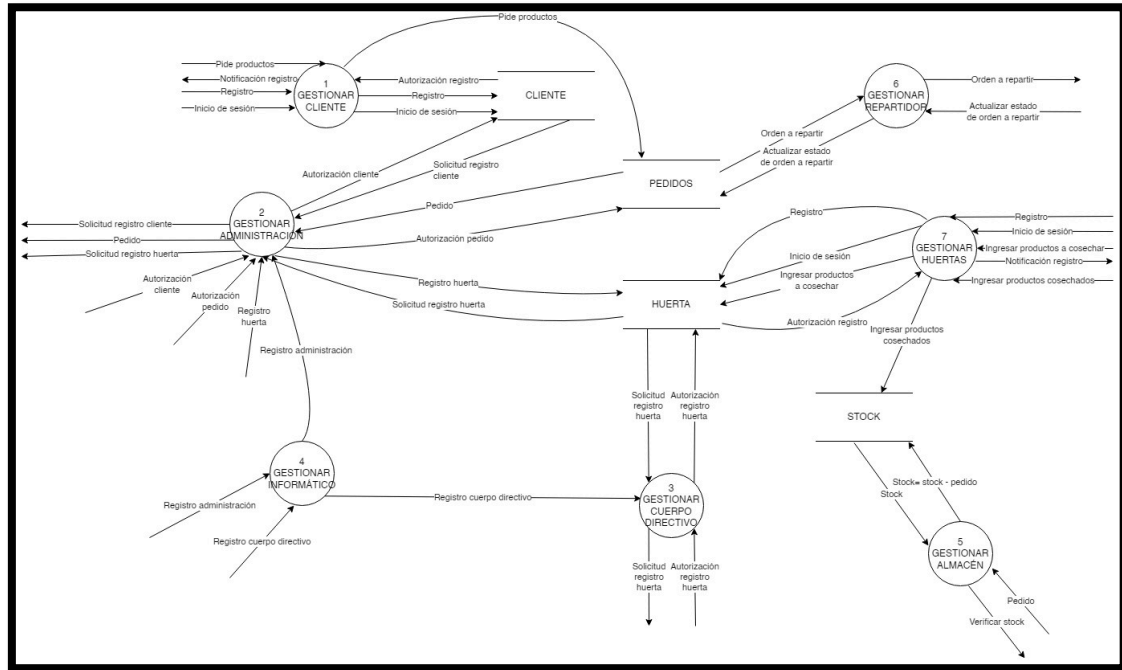 Pide productos
Pide productos
Notificación registro
Registro
Inicio de sesión
1
GESTIONAR
CLIENTE
Autorización registro
Registro
Inicio de sesión
CLIENTE
6
GESTIONAR
REPARTIDOR
Orden a repartir
Actualizar estado
de orden a repartir
Orden a repartir
Actualizar estado
de orden a repartir
Autorización cliente
Solicitud registro
cliente
PEDIDOS
Pedido
Autorización pedido
2
GESTIONAR
ADMINISTRACIÓN
Solicitud registro cliente
Pedido
Solicitud registro huerta
Autorización
cliente
Autorización
pedido
Registro
huerta
Registro huerta
Solicitud registro huerta
HUERTA
Registro
Inicio de sesión
Ingresar productos
a cosechar
Autorización registro
7
GESTIONAR
HUERTAS
Registro
Inicio de sesión
Ingresar productos a cosechar
Notificación registro
Ingresar productos cosechados
Ingresar productos
cosechados
Registro administración
Solicitud
registro
huerta
Autorización
registro
huerta
STOCK
4
GESTIONAR
INFORMÁTICO
Registro administración
Registro cuerpo directivo
Registro cuerpo directivo
3
GESTIONAR
CUERPO
DIRECTIVO
Solicitud
registro
huerta
Autorización
registro
huerta
Stock= stock - pedido
Stock
5
GESTIONAR
ALMACÉN
Pedido
Verificar stock